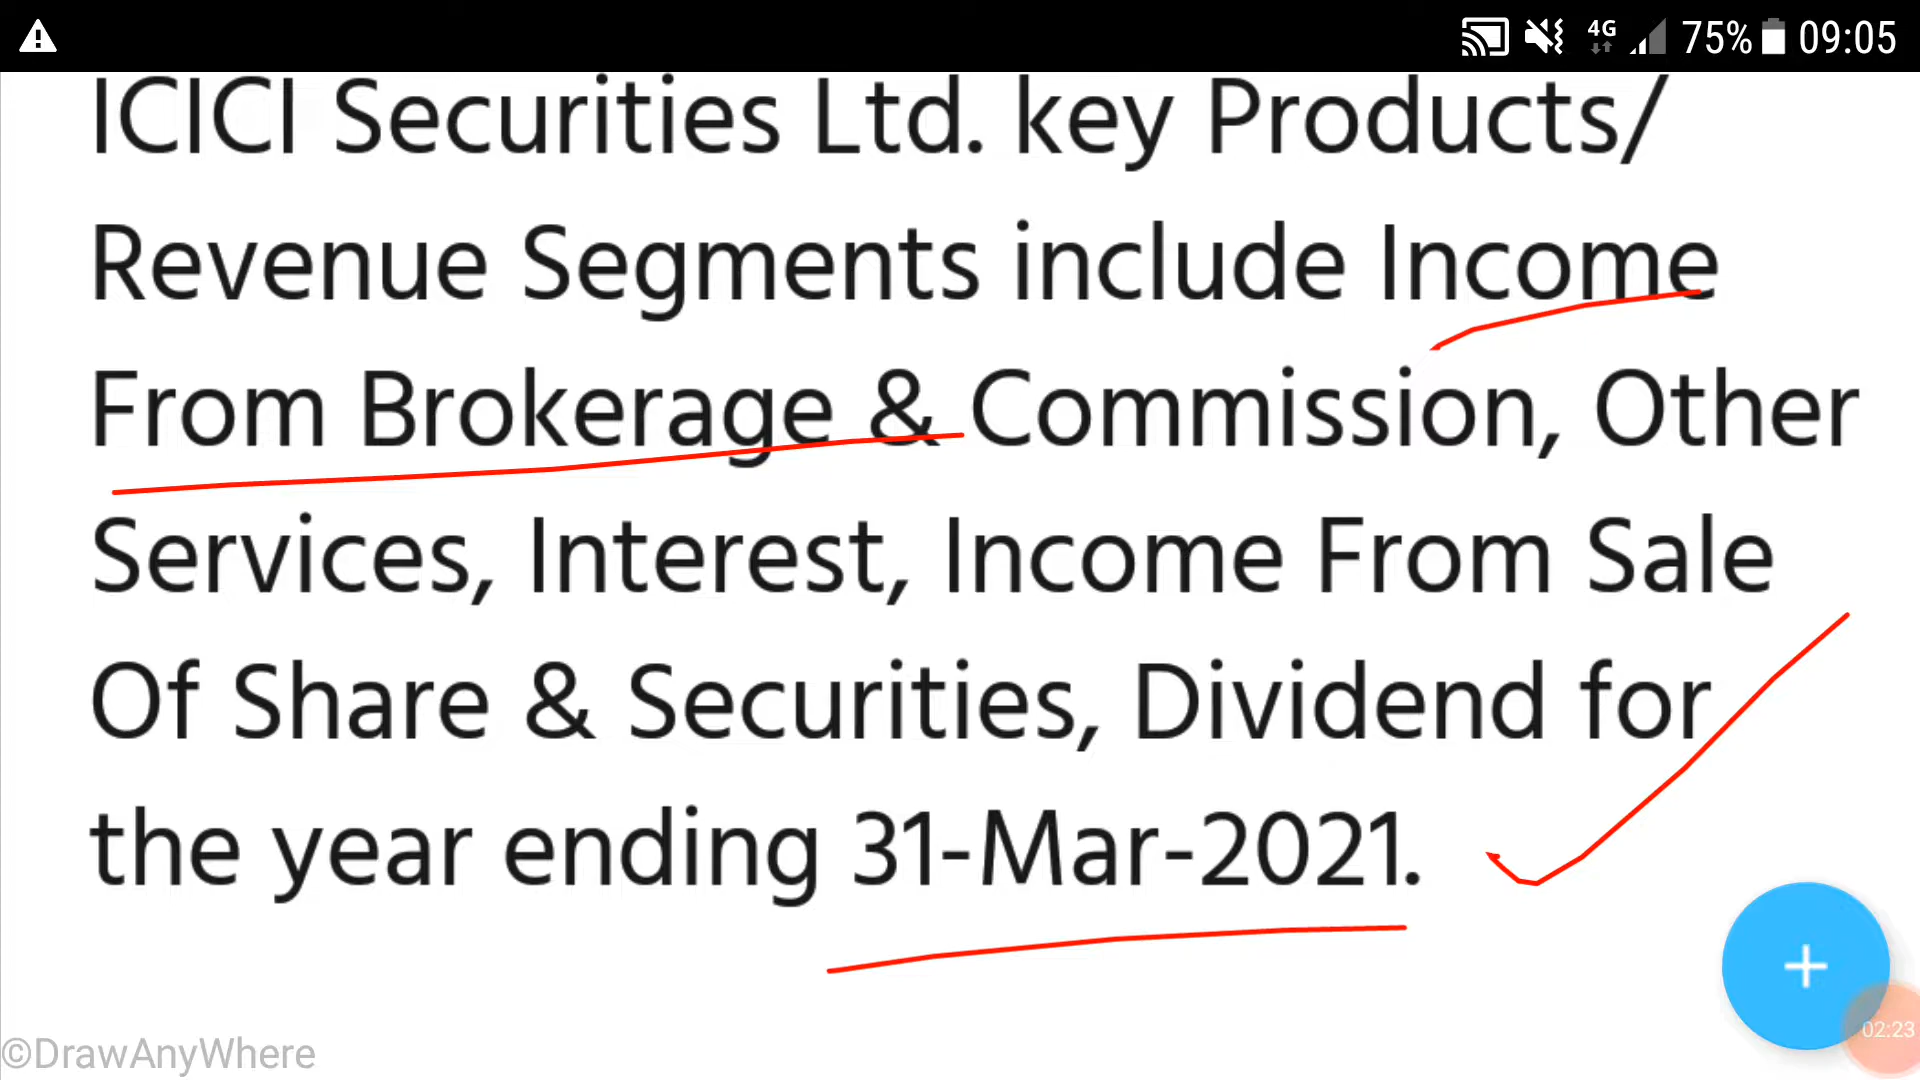 4G 75% 09:05
ICICI Securities Ltd. key Products/
Revenue Segments include Income
From Brokerage & Commission, Other
Services, Interest, Income From Sale
Of Share & Securities, Dividend for
the year ending 31-Mar-2021.
+
02:23
©DrawAnyWhere